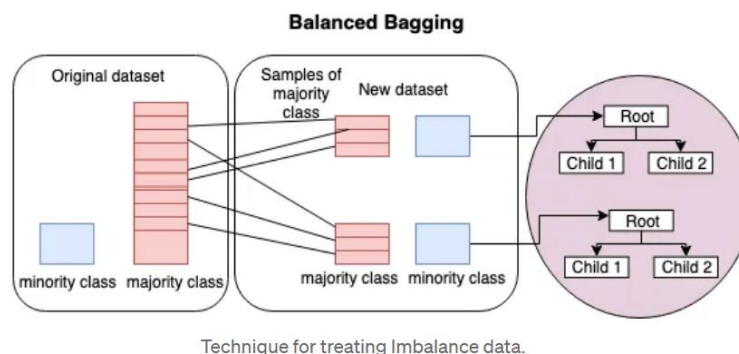 Balanced Bagging
Original dataset
minority class
majority class
Samples of
majority
class
New dataset
majority class
minority class
Root
Child 1
Child 2
Root
Child 1
Child 2
Technique for treating Imbalance data.